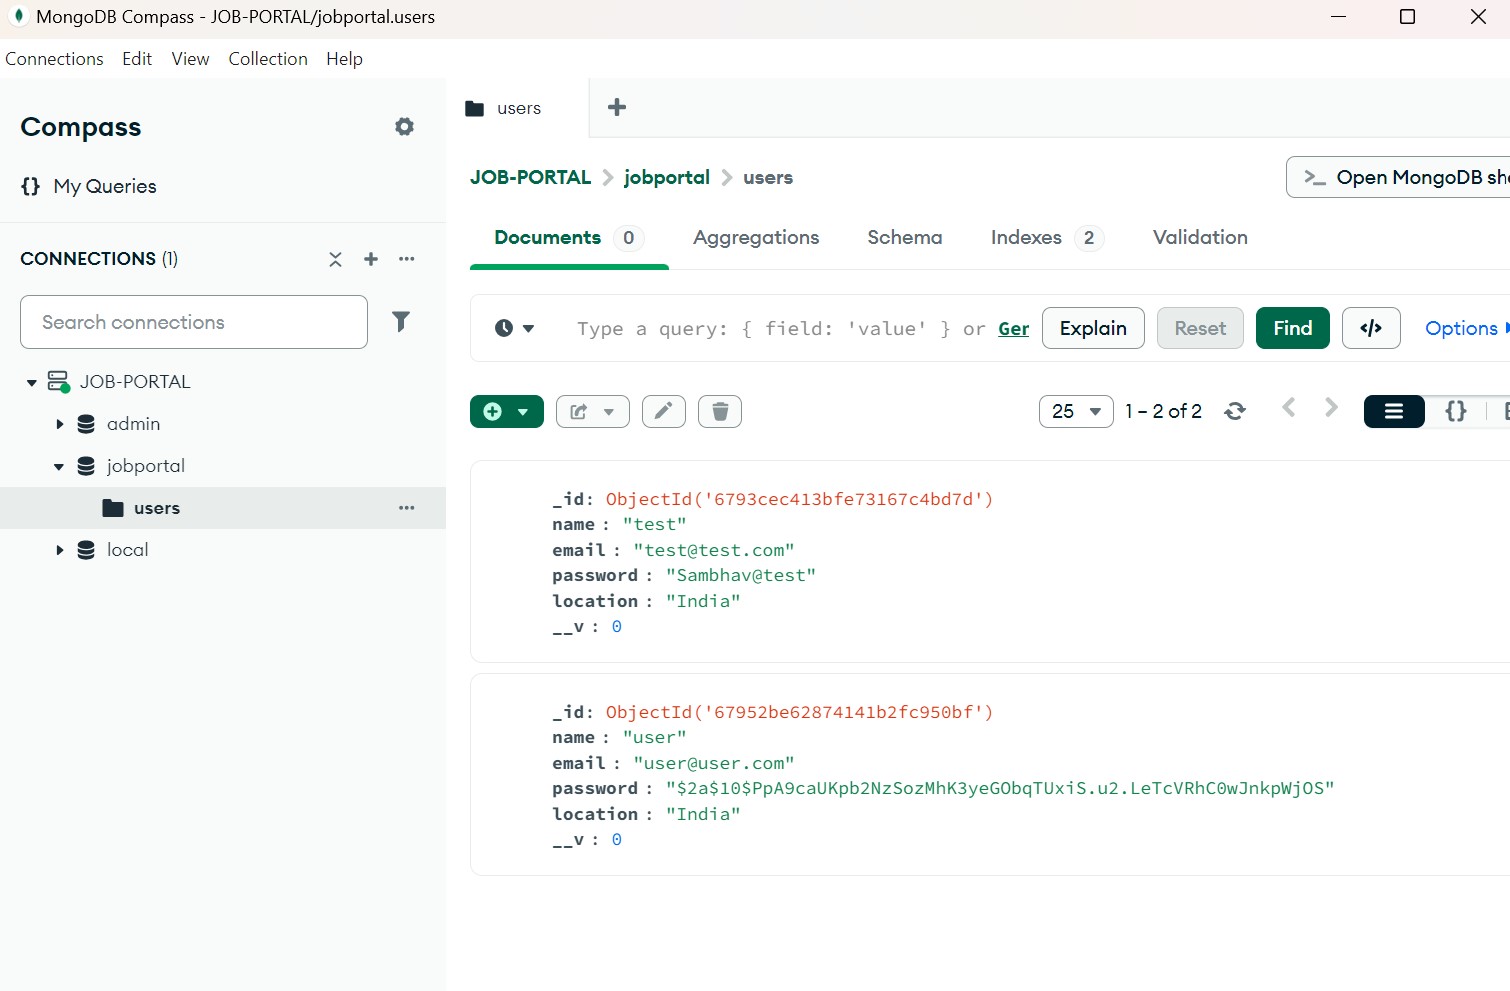 MongoDB Compass - JOB-PORTAL/jobportal.users
Connections Edit View Collection Help
Compass
{} My Queries
CONNECTIONS (1)
Search connections
JOB-PORTAL
admin
jobportal
users
local
users
JOB-PORTAL > jobportal > users
>_ Open MongoDB she
Documents 0 Aggregations Schema Indexes 2 Validation
Type a query: { field: 'value' } or Ger Explain Reset Find </> Options
25 1 – 2 of 2 {}
_id: ObjectId('6793cec413bfe73167c4bd7d')
name : "test"
email : "test@test.com"
password : "Sambhav@test"
location : "India"
__v : 0
_id: ObjectId('67952be62874141b2fc950bf')
name : "user"
email : "user@user.com"
password : "$2a$10$PpA9caUKpb2NzSozMhK3yeGObqTUxiS.u2.LeTcVRhC0wJnkpWjOS"
location : "India"
__v : 0